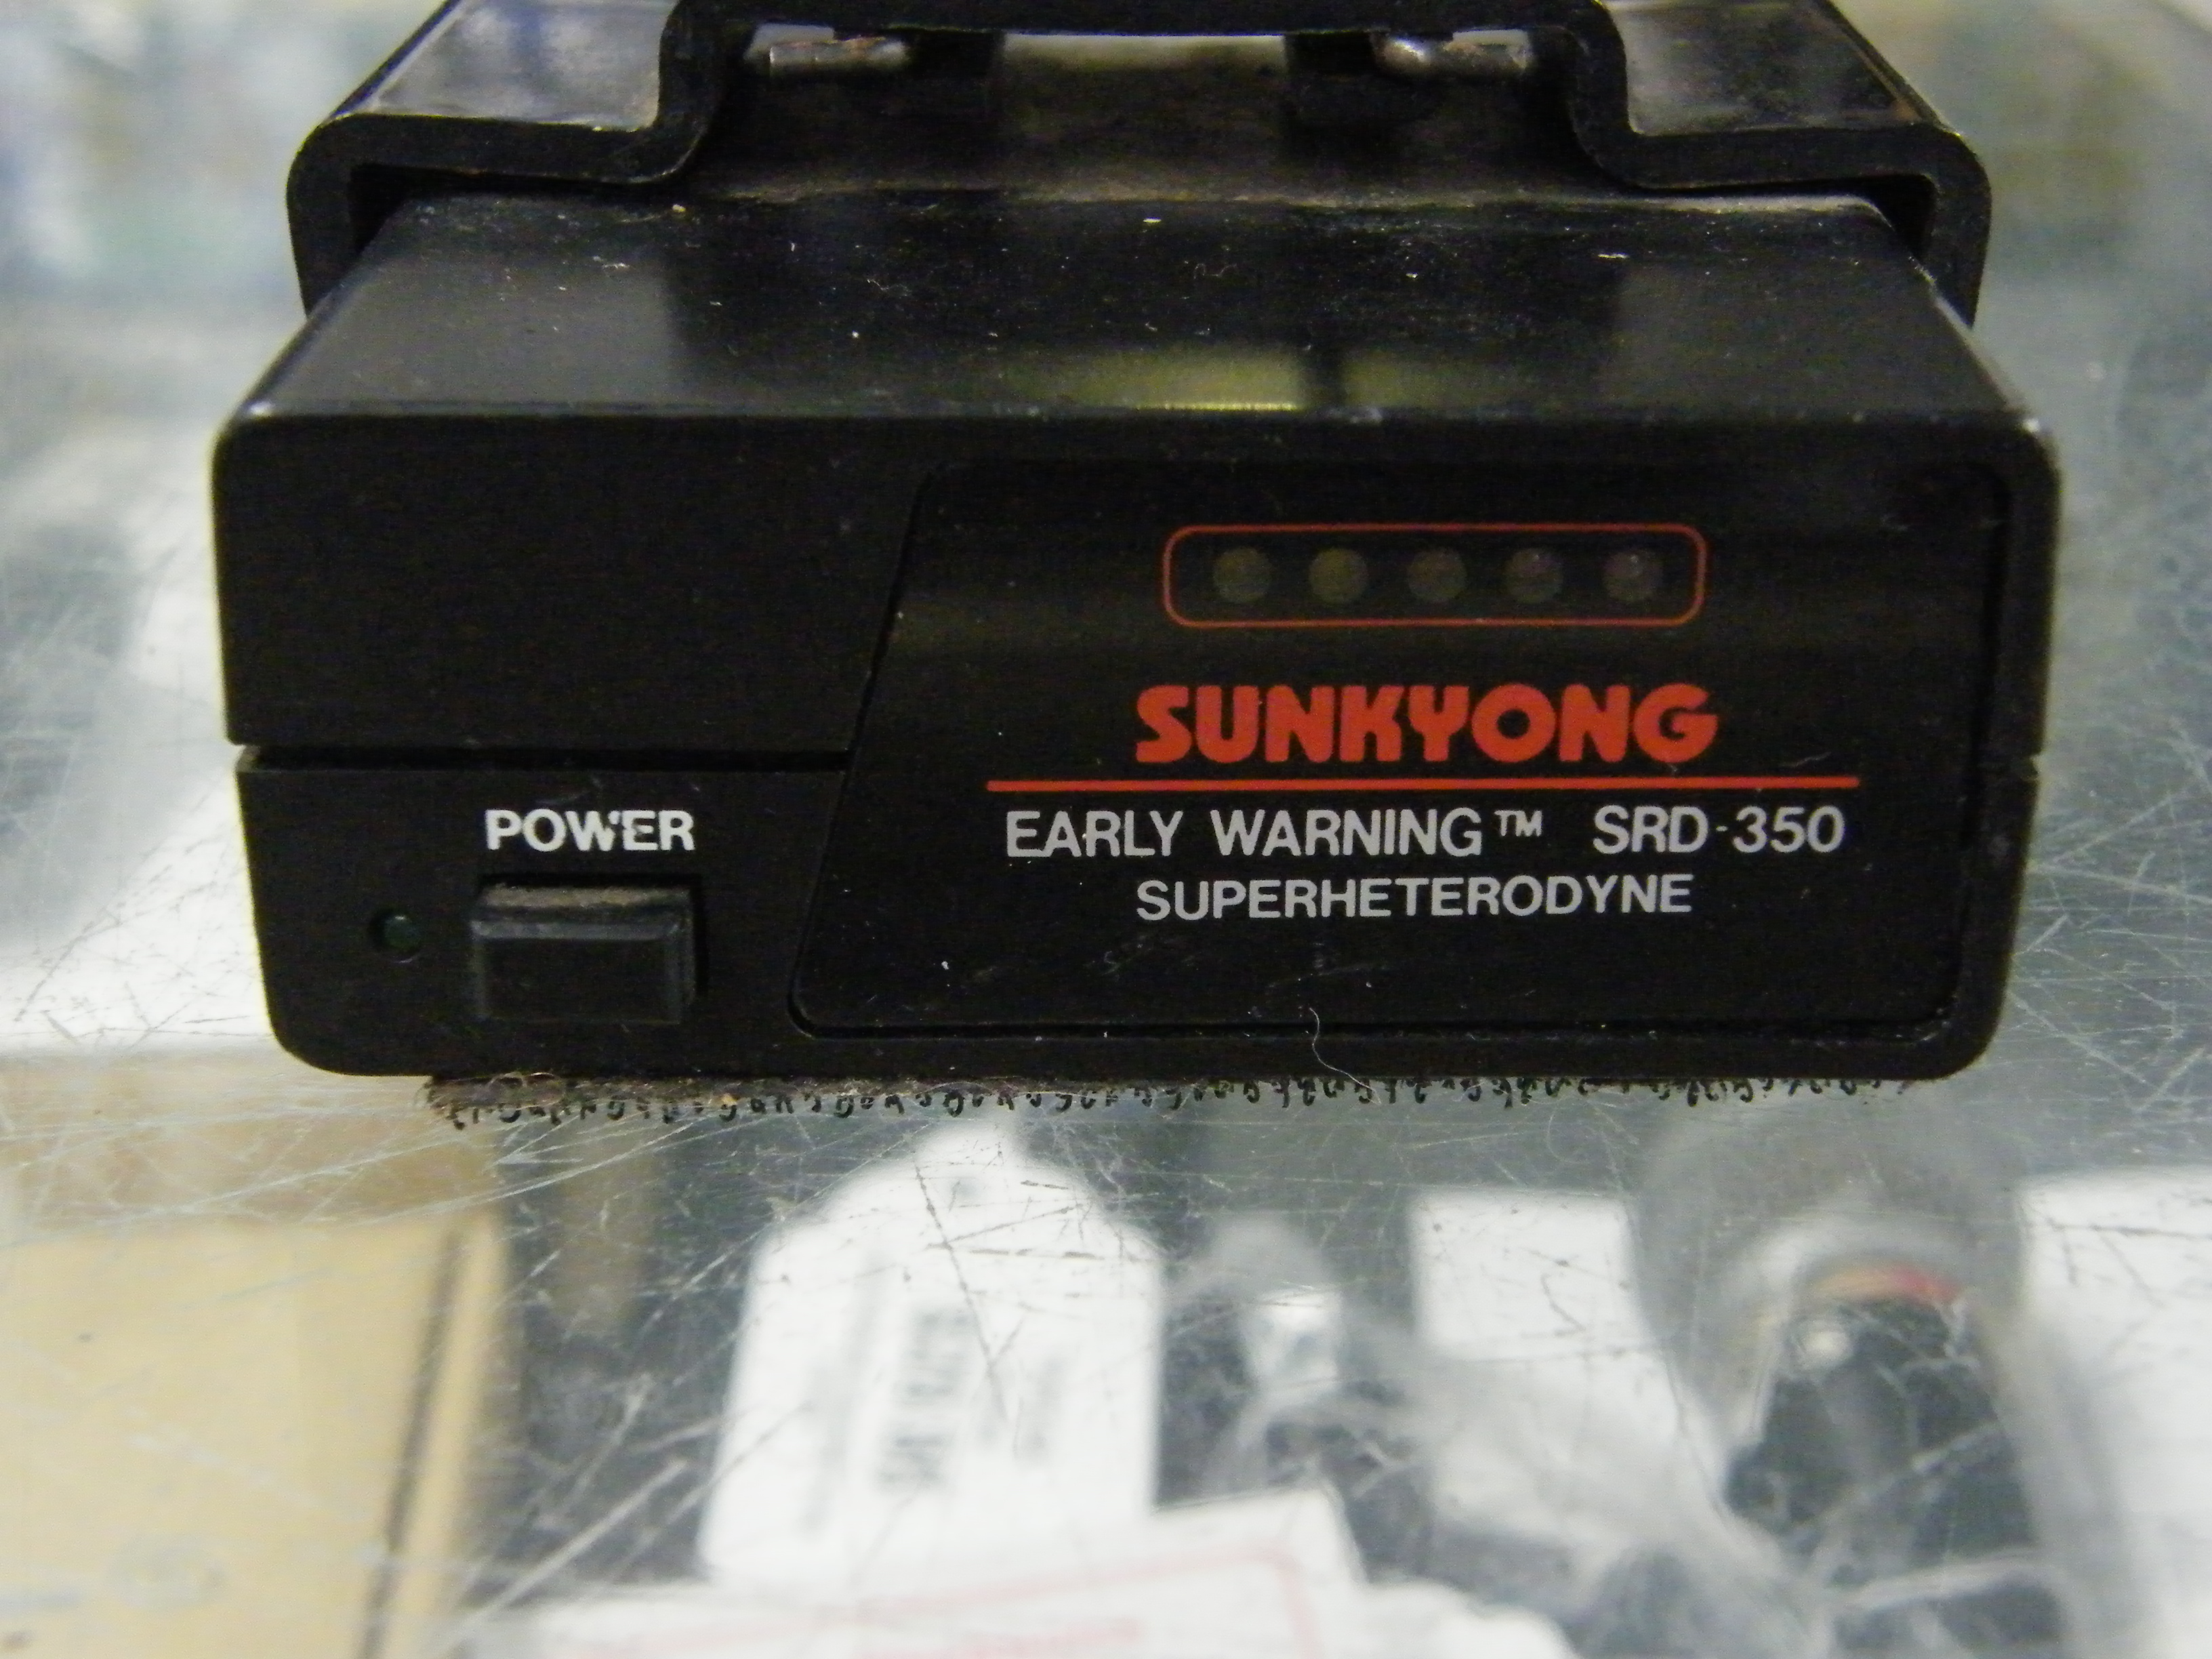 SUNKYONG
EARLY WARNING™ SRD-350
SUPERHETERODYNE
POWER